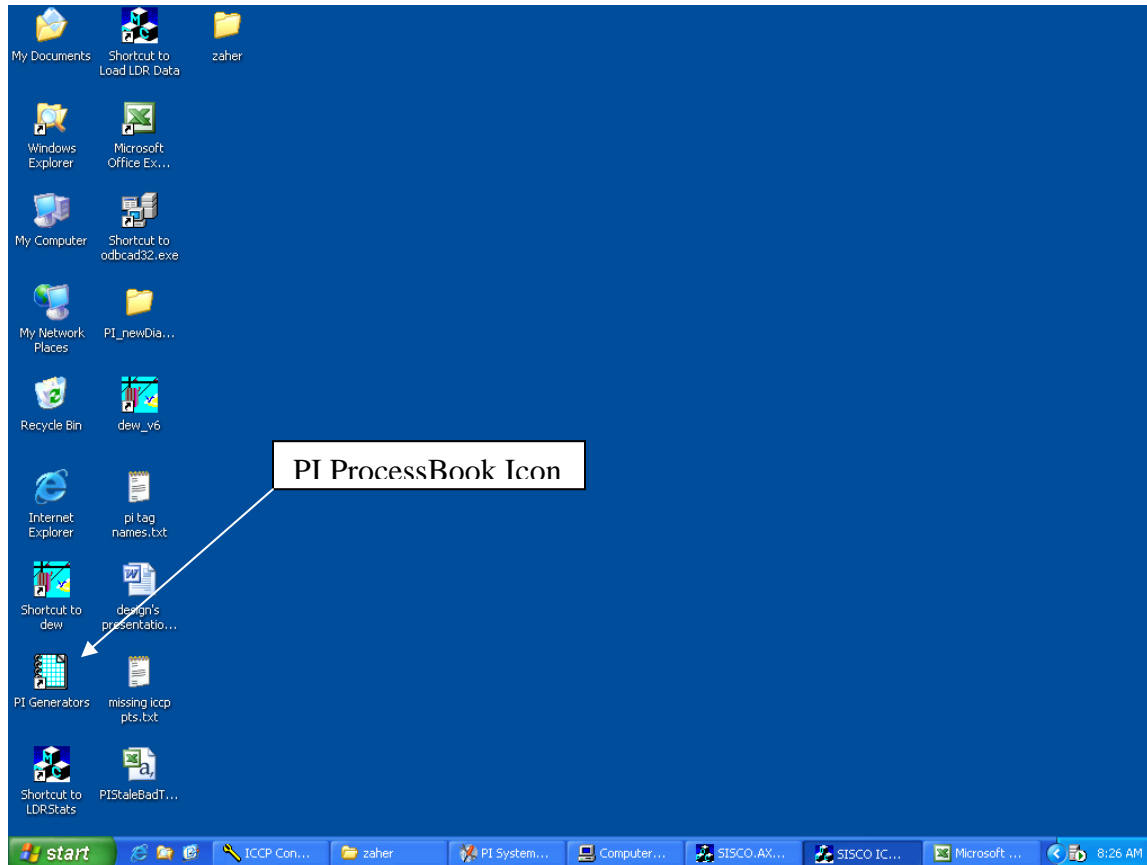 My Documents
Shortcut to
Load LDR Data
zaher
Windows
Explorer
Microsoft
Office Ex...
My Computer
Shortcut to
odbcad32.exe
My Network
Places
PI_newDia...
Recycle Bin
dew_v6
PI ProcessBook Icon
Internet
Explorer
pi tag
names.txt
Shortcut to
dew
design's
presentatio...
PI Generators
missing iccp
pts.txt
Shortcut to
LDRStats
PIStaleBadT...
start
ICCP Con...
zaher
PI System...
Computer...
SISCO.AX...
SISCO IC...
Microsoft ...
8:26 AM